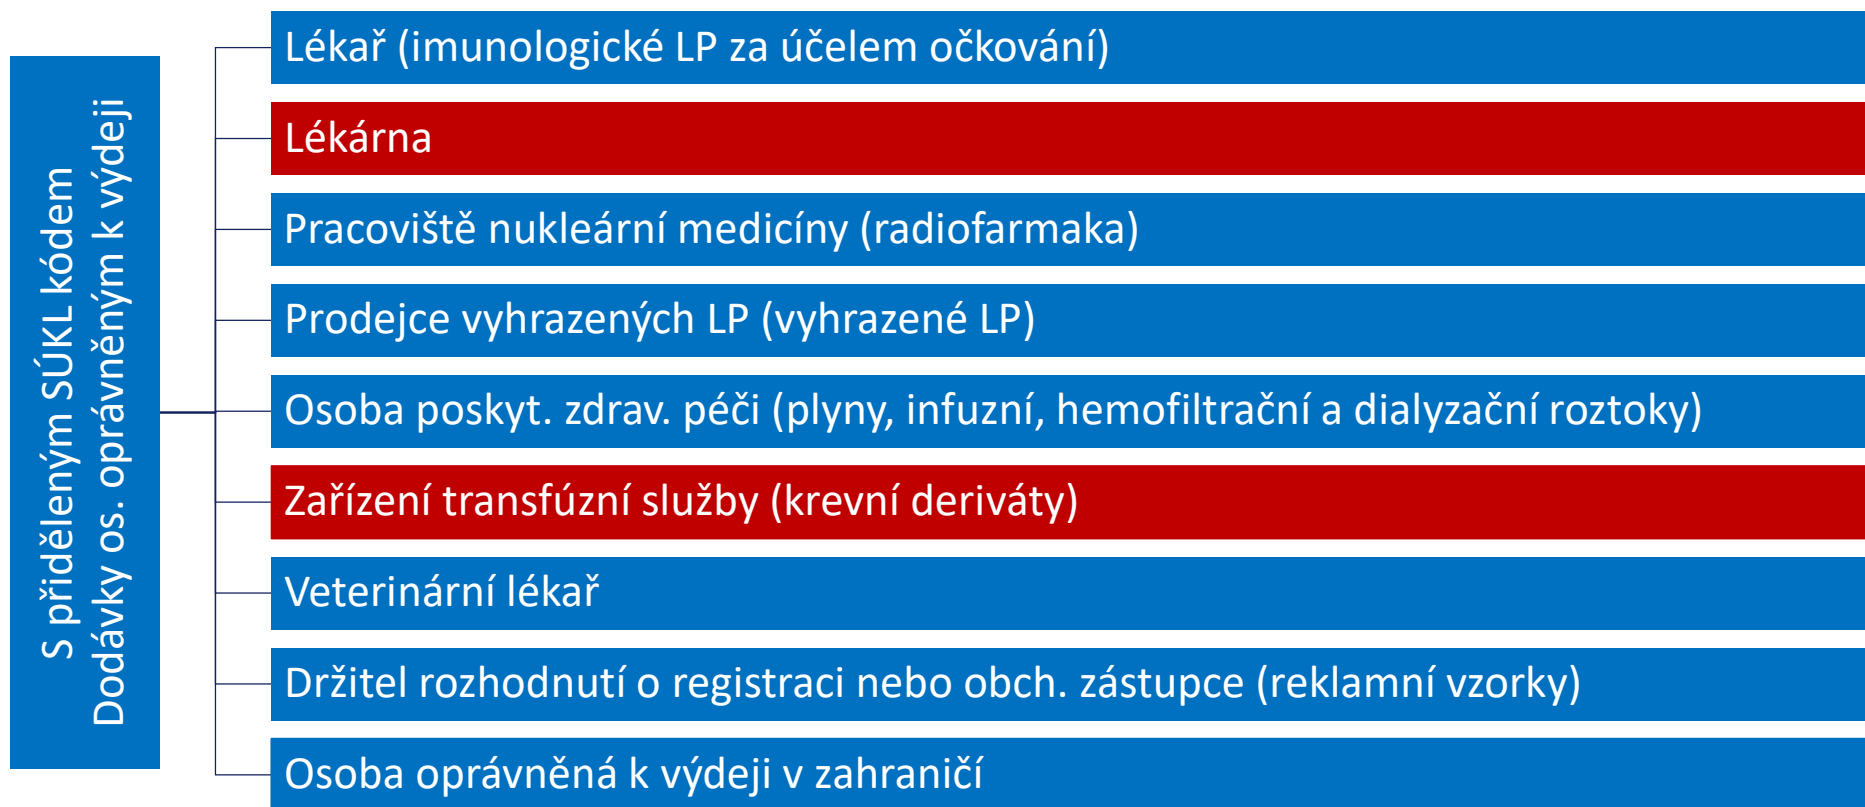 S přiděleným SÚKL kódem
Dodávky os. oprávněným k výdeji
Lékař (imunologické LP za účelem očkování)
Lékárna
Pracoviště nukleární medicíny (radiofarmaka)
Prodejce vyhrazených LP (vyhrazené LP)
Osoba poskyt. zdrav. péči (plyny, infuzní, hemofiltrační a dialyzační roztoky)
Zařízení transfúzní služby (krevní deriváty)
Veterinární lékař
Držitel rozhodnutí o registraci nebo obch. zástupce (reklamní vzorky)
Osoba oprávněná k výdeji v zahraničí